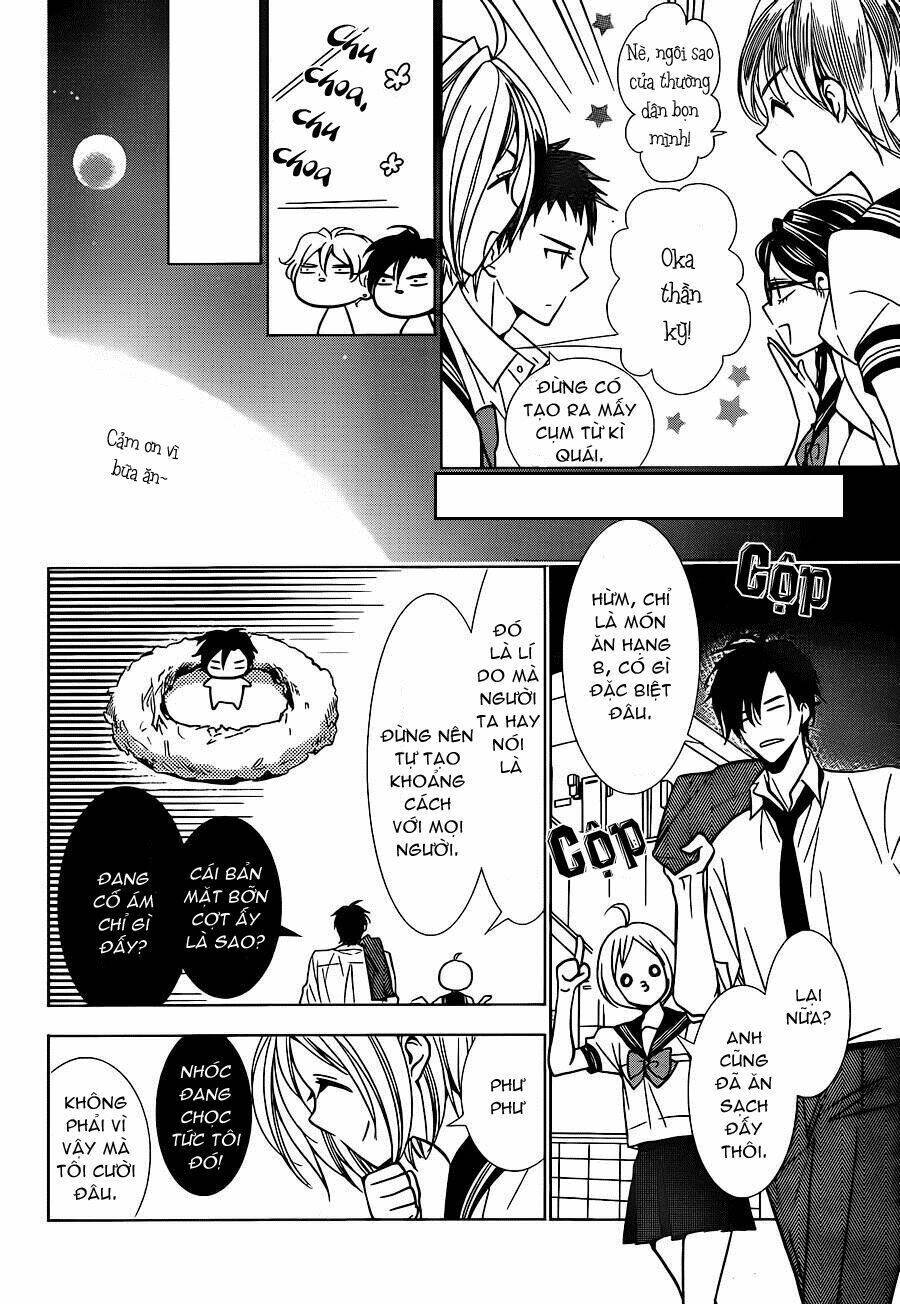 Nè, ngôi sao
của thường
dân bọn
mình!
Oka
thần
kỳ!
ĐỪNG CÓ
TẠO RA MẤY
CỤM TỪ KÌ
QUÁI.
Chu
choa,
chu
choa
Cảm ơn vì
bữa ăn~
Cộp
HỪM, CHỈ
LÀ MÓN
ĂN HẠNG
B, CÓ GÌ
ĐẶC BIỆT
ĐÂU.
Cộp
LẠI
NỮA?
ANH
CŨNG
ĐÃ ĂN
SẠCH
ĐẤY
THÔI.
ĐÓ
LÀ LÍ
DO MÀ
NGƯỜI
TA HAY
NÓI
LÀ
ĐỪNG NÊN
TỰ TẠO
KHOẢNG
CÁCH
VỚI MỌI
NGƯỜI.
CÁI BẢN
MẶT BỠN
CỢT ẤY
LÀ SAO?
ĐANG
CỐ ÁM
CHỈ GÌ
ĐẤY?
PHƯ
PHƯ
NHÓC
ĐANG
CHỌC
TỨC TÔI
ĐÓ!
KHÔNG
PHẢI VÌ
VẬY MÀ
TÔI CƯỜI
ĐÂU.